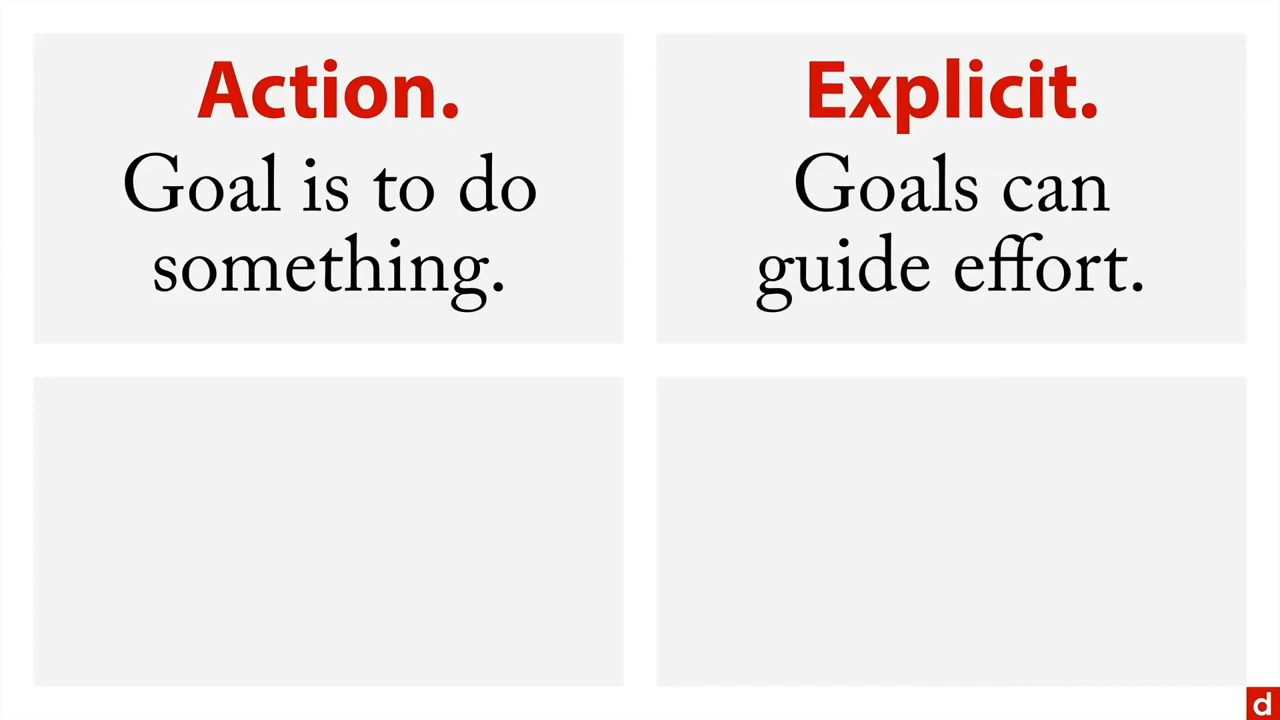 Action.
Goal is to do
something.
Explicit.
Goals can
guide effort.
d